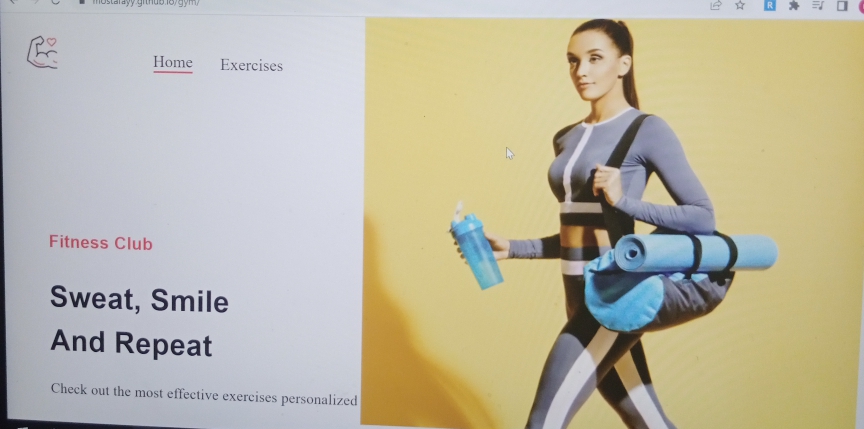 mostafayy.github.io/gym/
Home Exercises
Fitness Club
Sweat, Smile
And Repeat
Check out the most effective exercises personalized